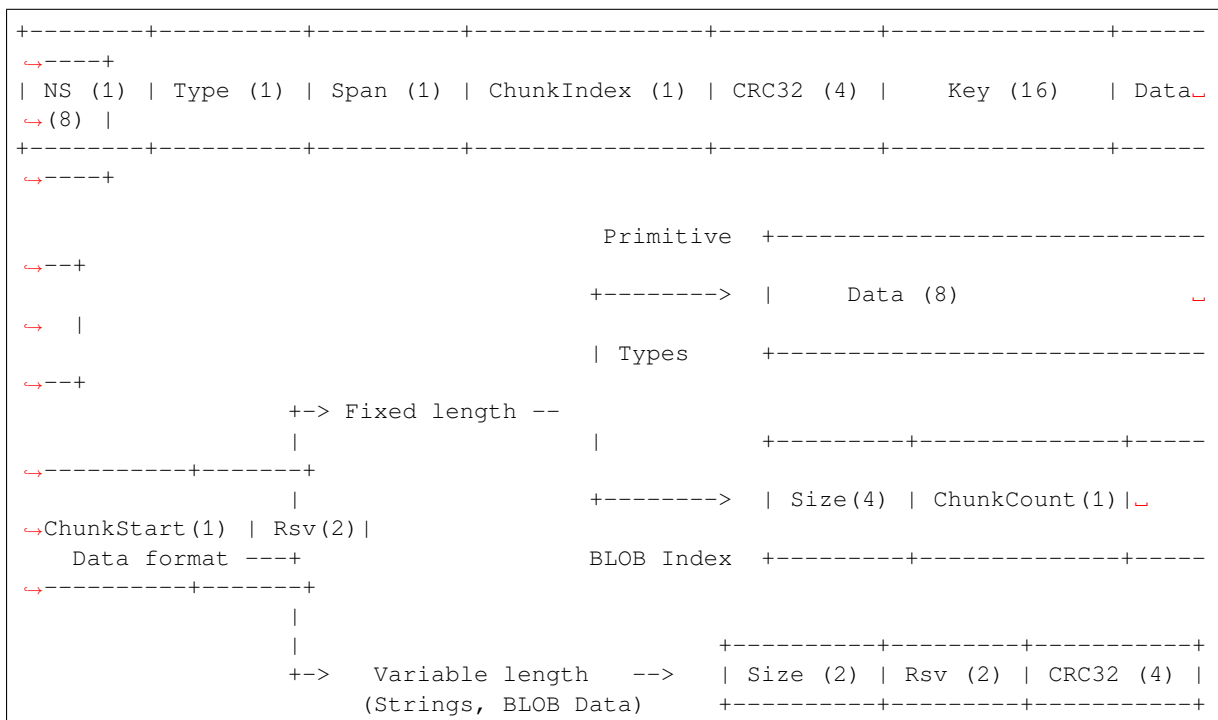 +--------+----------+----------+----------------+-----------+---------------+------
↪----+
| NS (1) | Type (1) | Span (1) | ChunkIndex (1) | CRC32 (4) |    Key (16)   | Data␣
↪(8) |
+--------+----------+----------+----------------+-----------+---------------+------
↪----+
                                         Primitive  +------------------------------
↪--+
                                        +-------->  |     Data (8)                 ␣
↪  |
                                        | Types     +------------------------------
↪--+
                   +-> Fixed length --
                   |                    |           +---------+--------------+-----
↪----------+-------+
                   |                    +-------->  | Size(4) | ChunkCount(1)|␣
↪ChunkStart(1) | Rsv(2)|
    Data format ---+                    BLOB Index  +---------+--------------+-----
↪----------+-------+
                   |
                   |                             +----------+---------+-----------+
                   +->   Variable length   -->   | Size (2) | Rsv (2) | CRC32 (4) |
                        (Strings, BLOB Data)     +----------+---------+-----------+